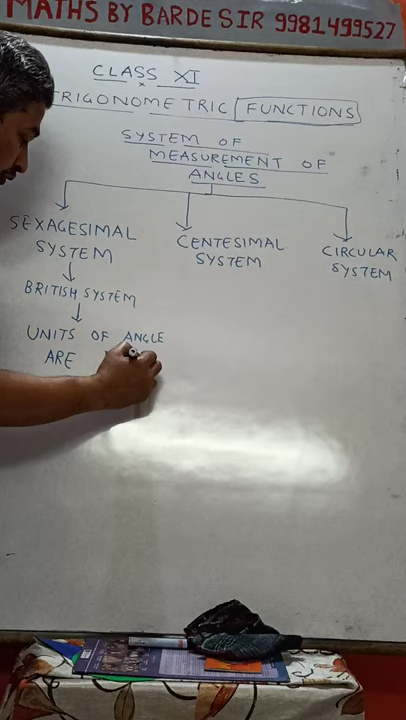 MATHS BY BARDE SIR 9981499527
CLASS XI
TRIGONOMETRIC FUNCTIONS
SYSTEM OF
MEASUREMENT OF
ANGLES
SEXAGESIMAL
SYSTEM
CENTESIMAL
SYSTEM
CIRCULAR
SYSTEM
BRITISH SYSTEM
UNITS OF ANGLE
ARE